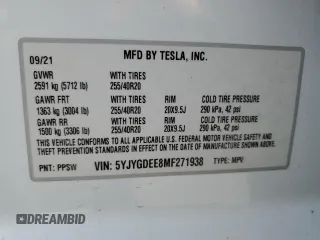 09/21 MFD BY TESLA, INC.
GVWR WITH TIRES
2591 kg (5712 lb) 255/40R20
GAWR FRT WITH TIRES RIM COLD TIRE PRESSURE
1363 kg (3004 lb) 255/40R20 20X9.5J 290 kPa, 42 psi
GAWR RR WITH TIRES RIM COLD TIRE PRESSURE
1500 kg (3306 lb) 255/40R20 20X9.5J 290 kPa, 42 psi
THIS VEHICLE CONFORMS TO ALL APPLICABLE FEDERAL MOTOR VEHICLE SAFETY
BUMPER AND THEFT PREVENTION STANDARDS IN EFFECT ON THE DATE OF
MANUFACTURE SHOWN ABOVE.
PNT: PPSW VIN: 5YJYGDEE8MF271938 TYPE: MPV
DREAMBID